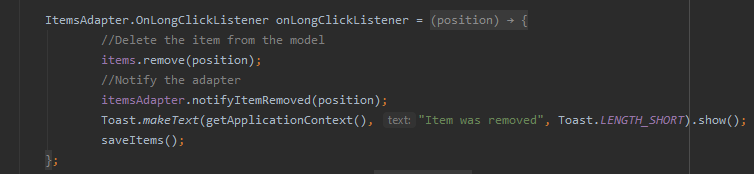 ItemsAdapter.OnLongClickListener onLongClickListener = (position) → {
//Delete the item from the model
items.remove(position);
//Notify the adapter
itemsAdapter.notifyItemRemoved(position);
Toast.makeText(getApplicationContext(), text: "Item was removed", Toast.LENGTH_SHORT).show();
saveItems();
};